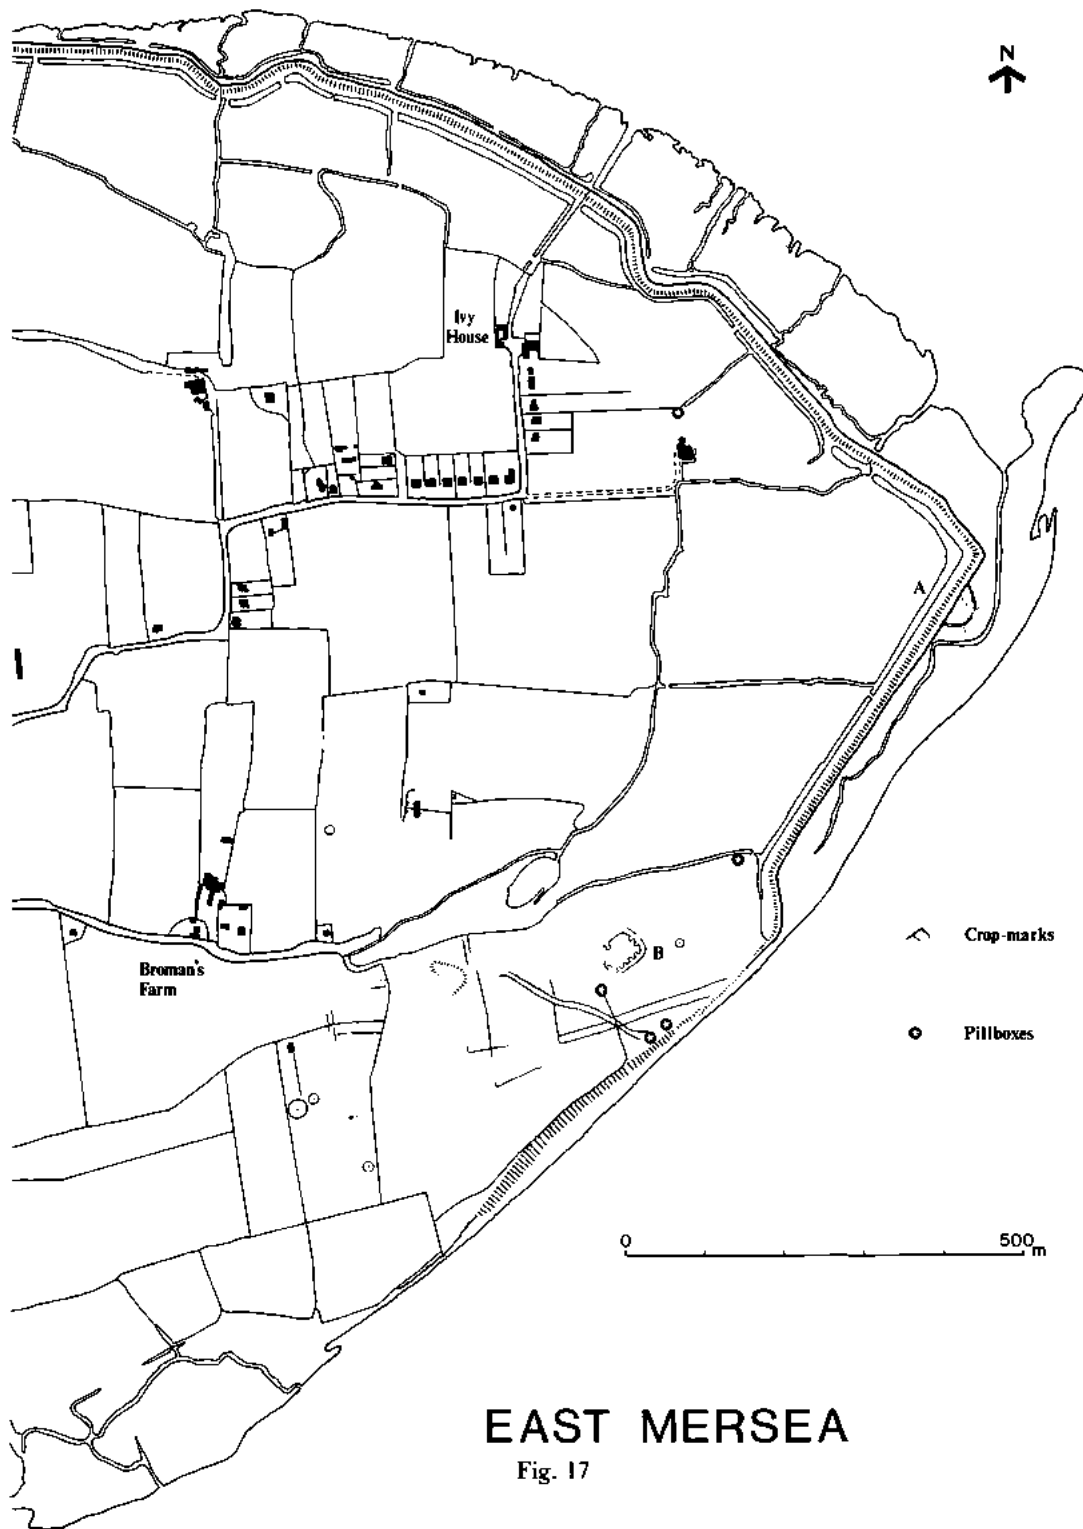 N
Ivy
House
A
B
Broman's
Farm
Crop-marks
Pillboxes
0 500m
EAST MERSEA
Fig. 17